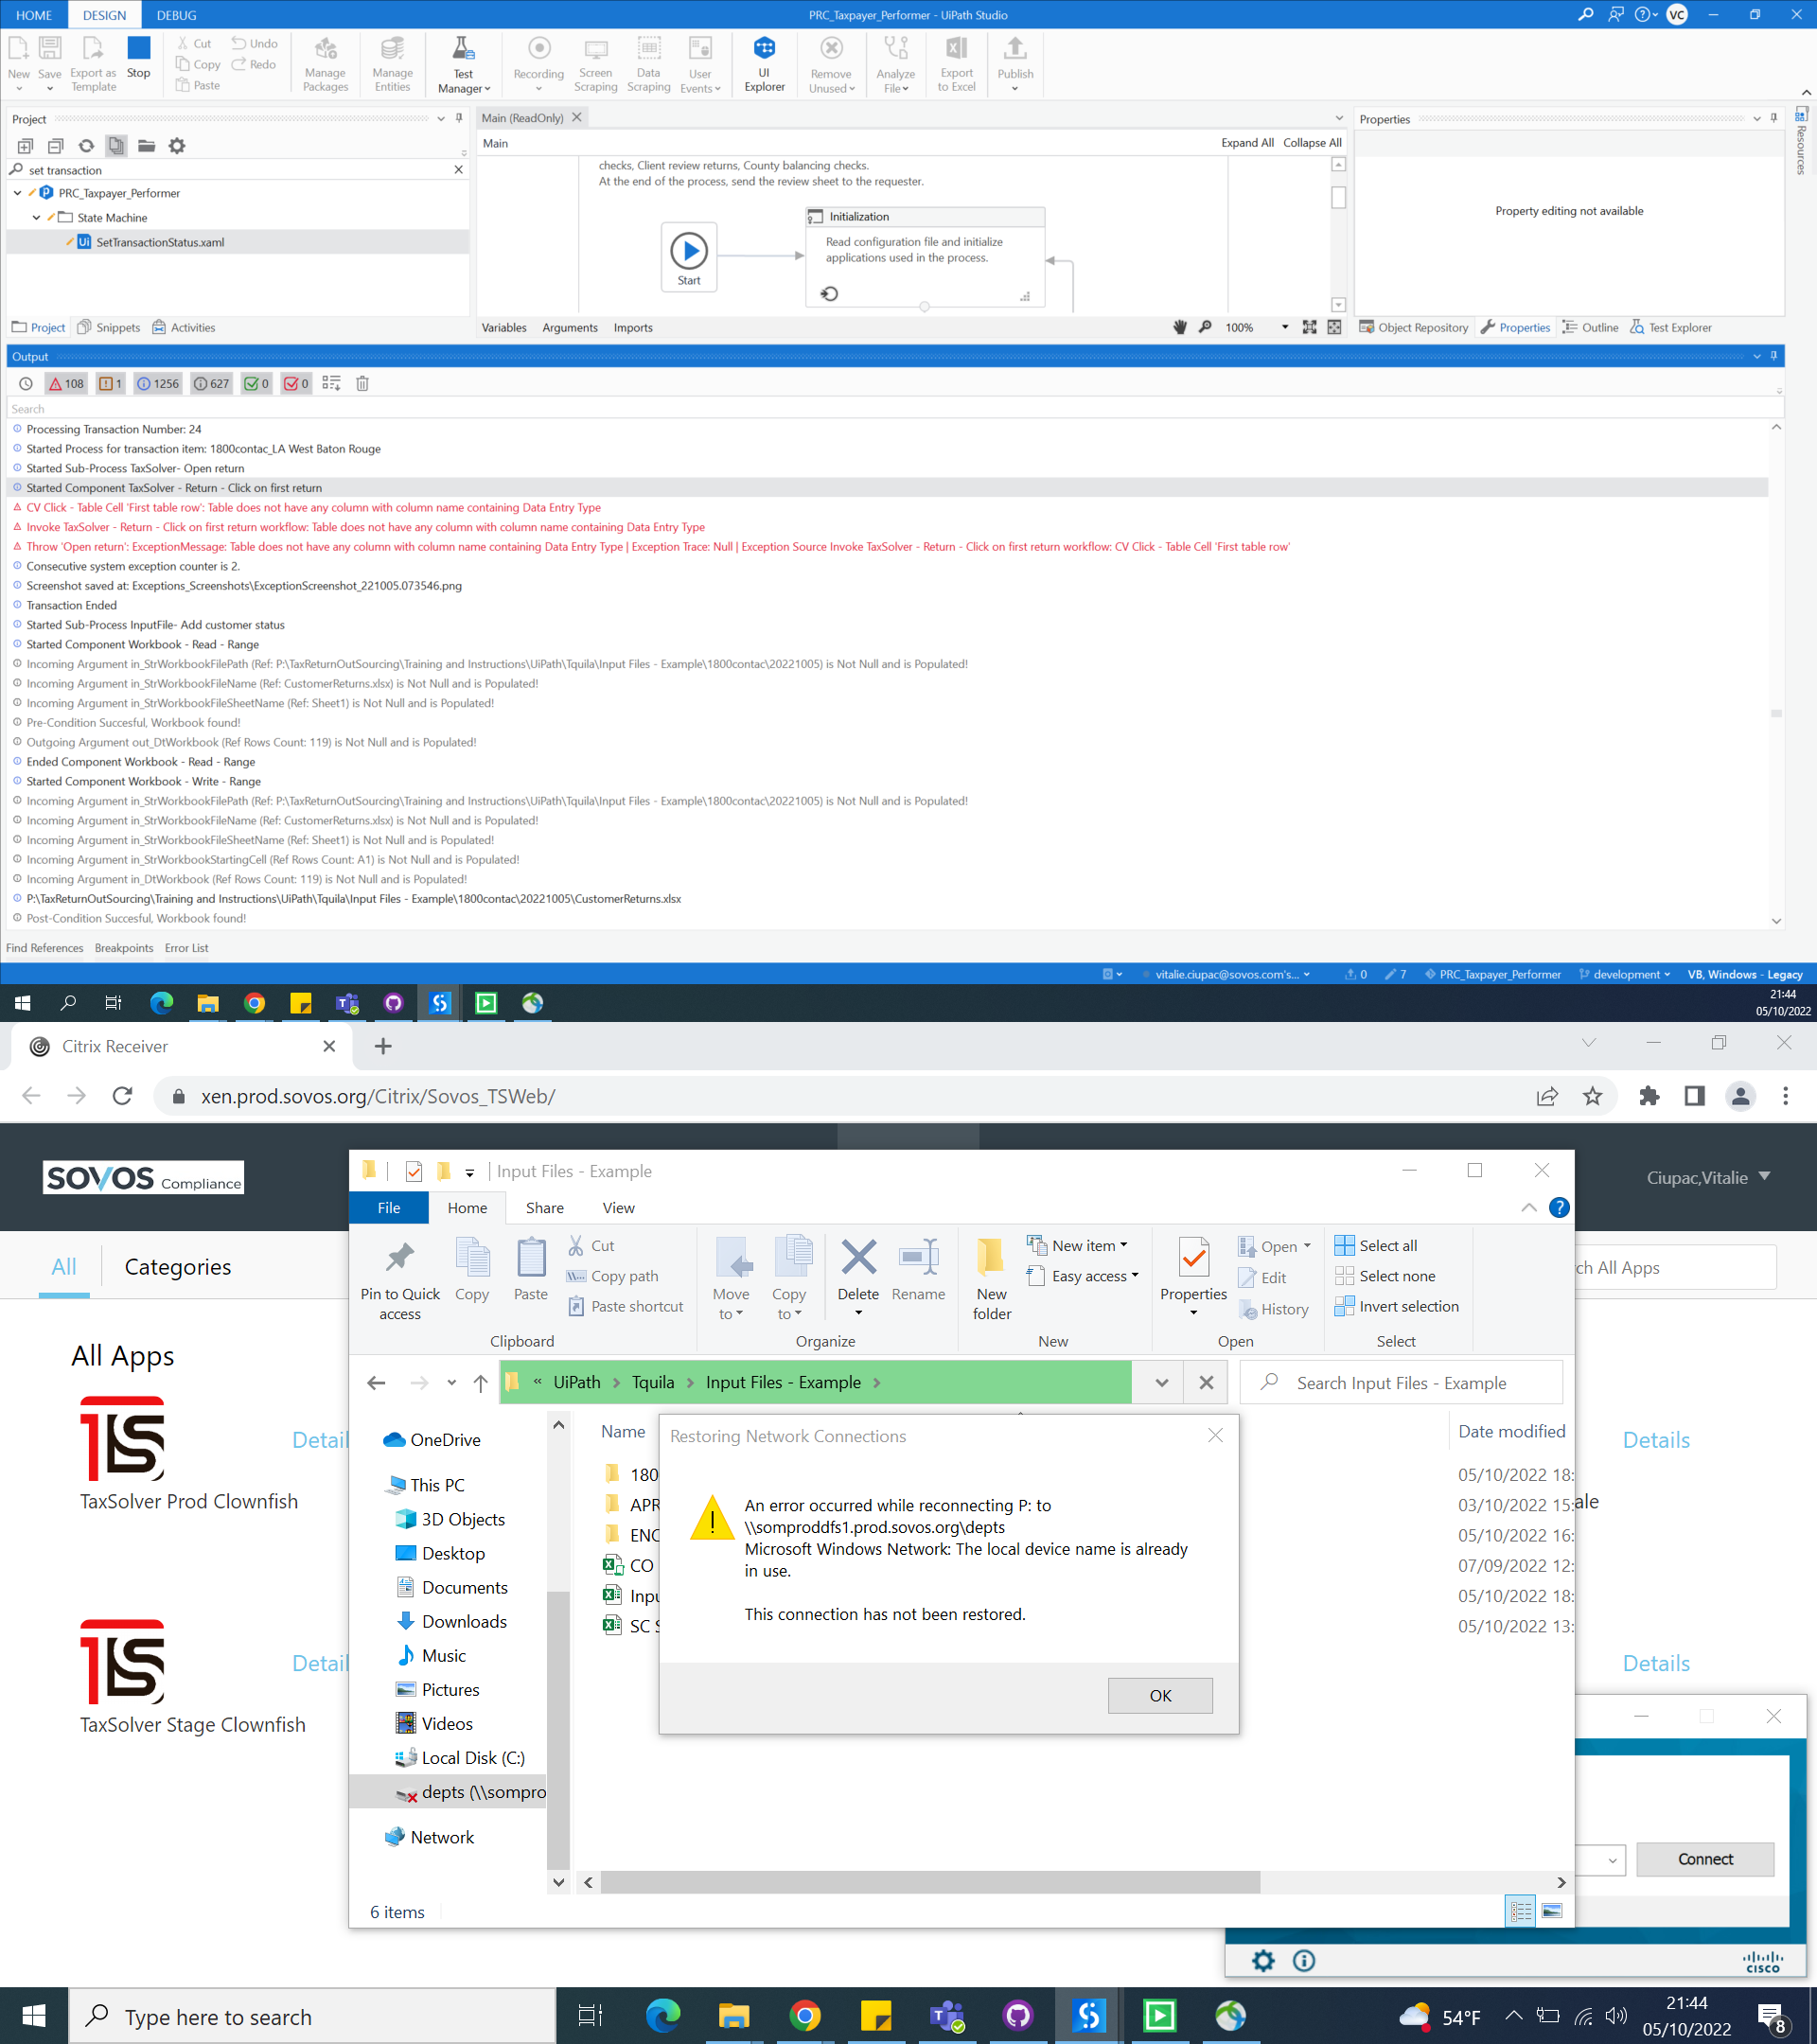 HOME DESIGN DEBUG PRC_Taxpayer_Performer - UiPath Studio VC
New Save Export as Template Stop Cut Copy Paste Undo Redo Manage Packages Manage Entities Test Manager Recording Screen Scraping Data Scraping User Events UI Explorer Remove Unused Analyze File Export to Excel Publish
Project
set transaction
PRC_Taxpayer_Performer
State Machine
SetTransactionStatus.xaml
Project Snippets Activities
Main (ReadOnly)
Main Expand All Collapse All
checks, Client review returns, County balancing checks.
At the end of the process, send the review sheet to the requester.
Start
Initialization
Read configuration file and initialize
applications used in the process.
Variables Arguments Imports 100%
Properties
Property editing not available
Object Repository Properties Outline Test Explorer
Resources
Output
108 1 1256 627 0 0
Search
Processing Transaction Number: 24
Started Process for transaction item: 1800contac_LA West Baton Rouge
Started Sub-Process TaxSolver- Open return
Started Component TaxSolver - Return - Click on first return
CV Click - Table Cell 'First table row': Table does not have any column with column name containing Data Entry Type
Invoke TaxSolver - Return - Click on first return workflow: Table does not have any column with column name containing Data Entry Type
Throw 'Open return': ExceptionMessage: Table does not have any column with column name containing Data Entry Type | Exception Trace: Null | Exception Source Invoke TaxSolver - Return - Click on first return workflow: CV Click - Table Cell 'First table row'
Consecutive system exception counter is 2.
Screenshot saved at: Exceptions_Screenshots\ExceptionScreenshot_221005.073546.png
Transaction Ended
Started Sub-Process InputFile- Add customer status
Started Component Workbook - Read - Range
Incoming Argument in_StrWorkbookFilePath (Ref: P:\TaxReturnOutSourcing\Training and Instructions\UiPath\Tquila\Input Files - Example\1800contac\20221005) is Not Null and is Populated!
Incoming Argument in_StrWorkbookFileName (Ref: CustomerReturns.xlsx) is Not Null and is Populated!
Incoming Argument in_StrWorkbookFileSheetName (Ref: Sheet1) is Not Null and is Populated!
Pre-Condition Succesful, Workbook found!
Outgoing Argument out_DtWorkbook (Ref Rows Count: 119) is Not Null and is Populated!
Ended Component Workbook - Read - Range
Started Component Workbook - Write - Range
Incoming Argument in_StrWorkbookFilePath (Ref: P:\TaxReturnOutSourcing\Training and Instructions\UiPath\Tquila\Input Files - Example\1800contac\20221005) is Not Null and is Populated!
Incoming Argument in_StrWorkbookFileName (Ref: CustomerReturns.xlsx) is Not Null and is Populated!
Incoming Argument in_StrWorkbookFileSheetName (Ref: Sheet1) is Not Null and is Populated!
Incoming Argument in_StrWorkbookStartingCell (Ref Rows Count: A1) is Not Null and is Populated!
Incoming Argument in_DtWorkbook (Ref Rows Count: 119) is Not Null and is Populated!
P:\TaxReturnOutSourcing\Training and Instructions\UiPath\Tquila\Input Files - Example\1800contac\20221005\CustomerReturns.xlsx
Post-Condition Succesful, Workbook found!
Find References Breakpoints Error List
vitalie.ciupac@sovos.com's... 0 7 PRC_Taxpayer_Performer development VB, Windows - Legacy
21:44
05/10/2022
Citrix Receiver
xen.prod.sovos.org/Citrix/Sovos_TSWeb/
SOVOS Compliance
Ciupac,Vitalie
All Categories
ch All Apps
All Apps
Detail
TaxSolver Prod Clownfish
Detail
TaxSolver Stage Clownfish
Details
ale
Details
Input Files - Example
File Home Share View
Pin to Quick access Copy Paste Cut Copy path Paste shortcut
Move to Copy to Delete Rename New folder New item Easy access
Properties Open Edit History Select all Select none Invert selection
Clipboard Organize New Open Select
« UiPath Tquila Input Files - Example
Search Input Files - Example
OneDrive
This PC
3D Objects
Desktop
Documents
Downloads
Music
Pictures
Videos
Local Disk (C:)
depts (\\sompro
Network
Name Date modified
180 05/10/2022 18:
APR 03/10/2022 15:
ENC 05/10/2022 16:
CO 07/09/2022 12:
Inpu 05/10/2022 18:
SC S 05/10/2022 13:
Restoring Network Connections
An error occurred while reconnecting P: to
\\somproddfs1.prod.sovos.org\depts
Microsoft Windows Network: The local device name is already
in use.
This connection has not been restored.
OK
6 items
Connect
cisco
Type here to search
54°F
21:44
05/10/2022
8